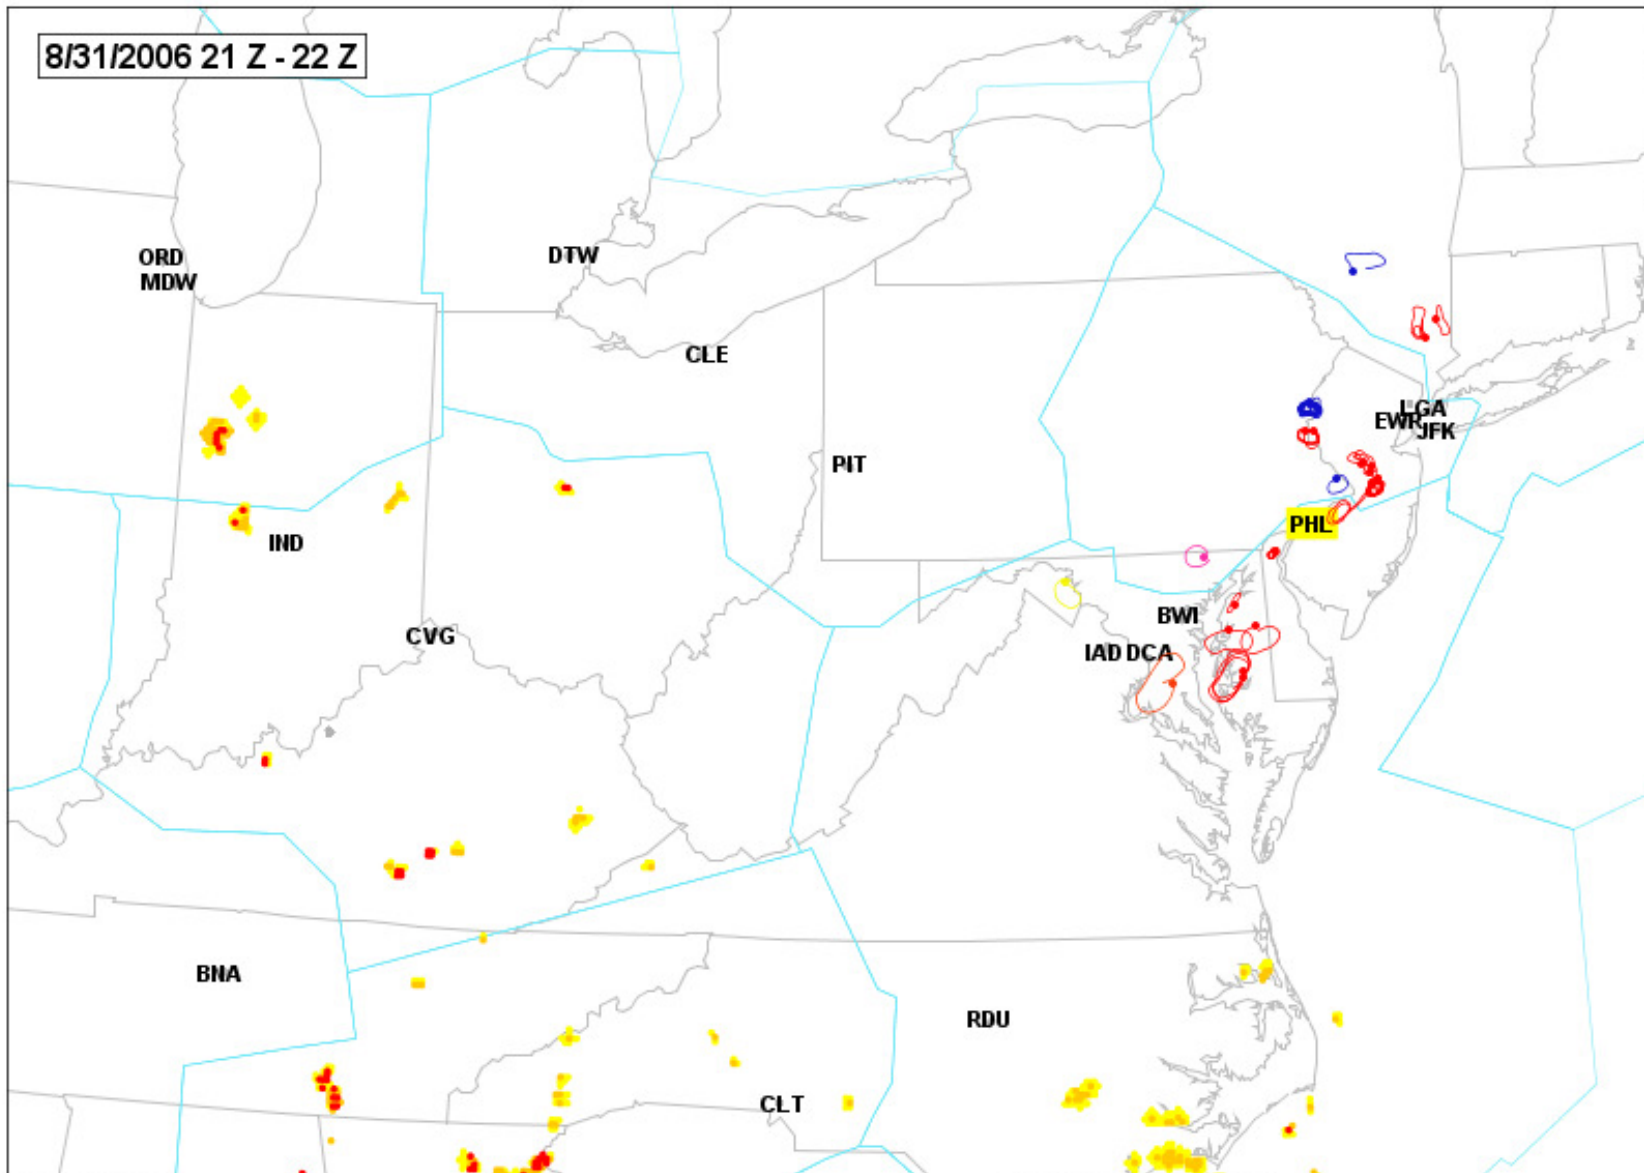 8/31/2006 21 Z - 22 Z
ORD
MDW
DTW
CLE
LGA
EWR
JFK
PIT
PHL
IND
BWI
CVG
IAD DCA
BNA
RDU
CLT